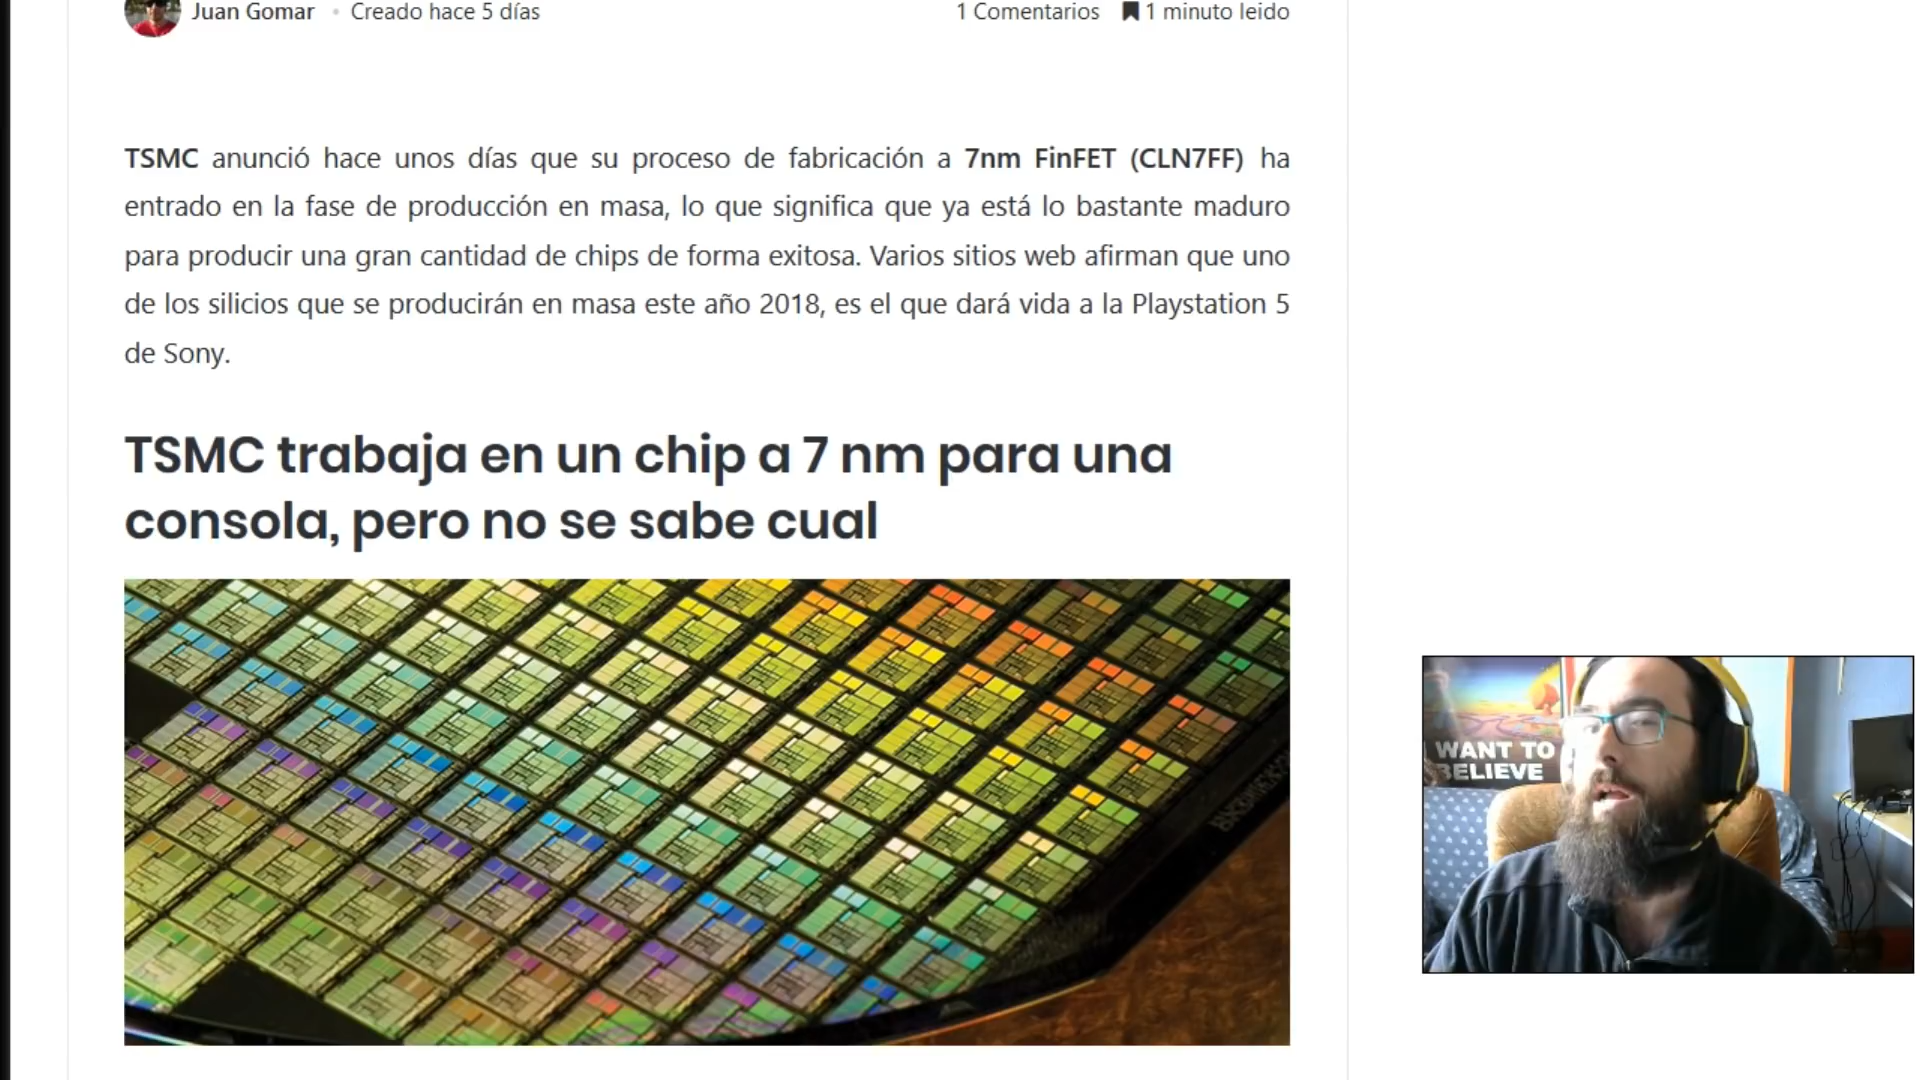 Juan Gomar • Creado hace 5 días
1 Comentarios 1 minuto leido
TSMC anunció hace unos días que su proceso de fabricación a 7nm FinFET (CLN7FF) ha
entrado en la fase de producción en masa, lo que significa que ya está lo bastante maduro
para producir una gran cantidad de chips de forma exitosa. Varios sitios web afirman que uno
de los silicios que se producirán en masa este año 2018, es el que dará vida a la Playstation 5
de Sony.
TSMC trabaja en un chip a 7 nm para una
consola, pero no se sabe cual
WANT TO
BELIEVE